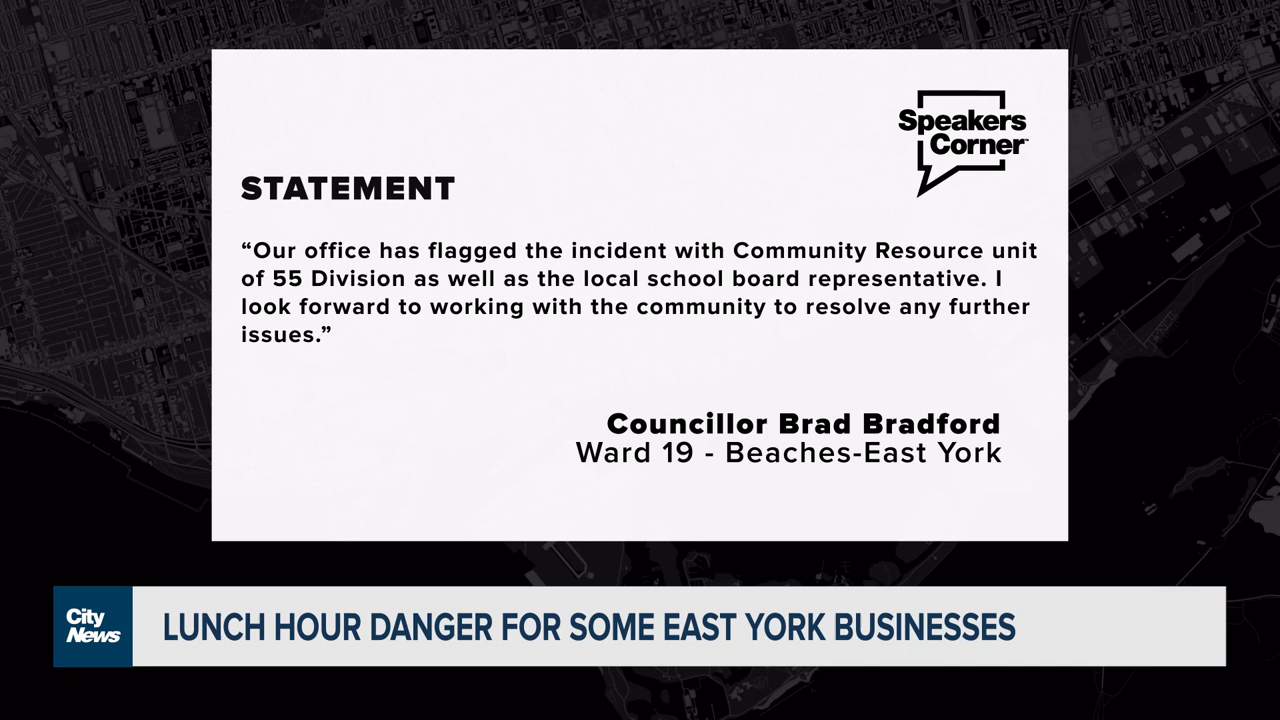 Speakers
Corner™
STATEMENT
“Our office has flagged the incident with Community Resource unit
of 55 Division as well as the local school board representative. I
look forward to working with the community to resolve any further
issues.”
Councillor Brad Bradford
Ward 19 - Beaches-East York
City
News
LUNCH HOUR DANGER FOR SOME EAST YORK BUSINESSES